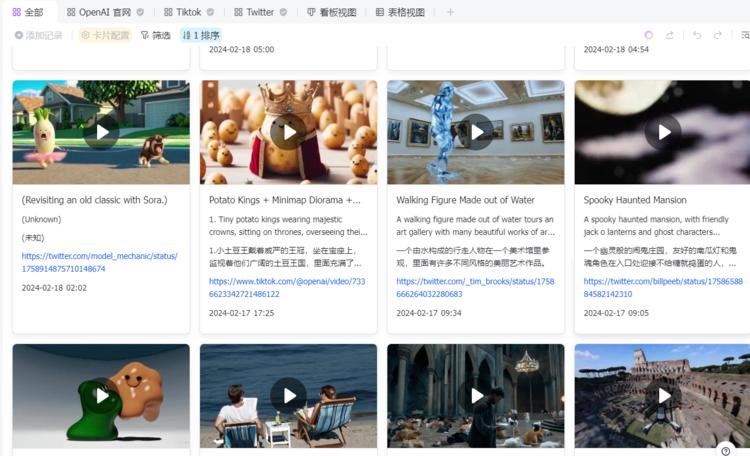 全部
OpenAI 官网
Tiktok
Twitter
看板视图
表格视图
添加记录
卡片配置
筛选
1 排序
2024-02-18 05:00
2024-02-18 04:54
(Revisiting an old classic with Sora.)
(Unknown)
(未知)
https://twitter.com/model_mechanic/status/
1758914875710148674
2024-02-18 02:02
Potato Kings + Minimap Diorama +...
1. Tiny potato kings wearing majestic
crowns, sitting on thrones, overseeing thei...
1.小土豆王戴着威严的王冠，坐在宝座上，
监视着他们广阔的土豆王国，里面充满了...
https://www.tiktok.com/@openai/video/733
6623342721486122
2024-02-17 17:25
Walking Figure Made out of Water
A walking figure made out of water tours an
art gallery with many beautiful works of ar...
一个由水构成的行走人物在一个美术馆里参
观，里面有许多不同风格的美丽艺术作品。
https://twitter.com/_tim_brooks/status/1758
666264032280683
2024-02-17 09:34
Spooky Haunted Mansion
A spooky haunted mansion, with friendly
jack o lanterns and ghost characters...
一个幽灵般的闹鬼庄园，友好的南瓜灯和鬼
魂角色在入口处迎接不给糖就捣蛋的人，...
https://twitter.com/billpeeb/status/17586588
84582142310
2024-02-17 09:05